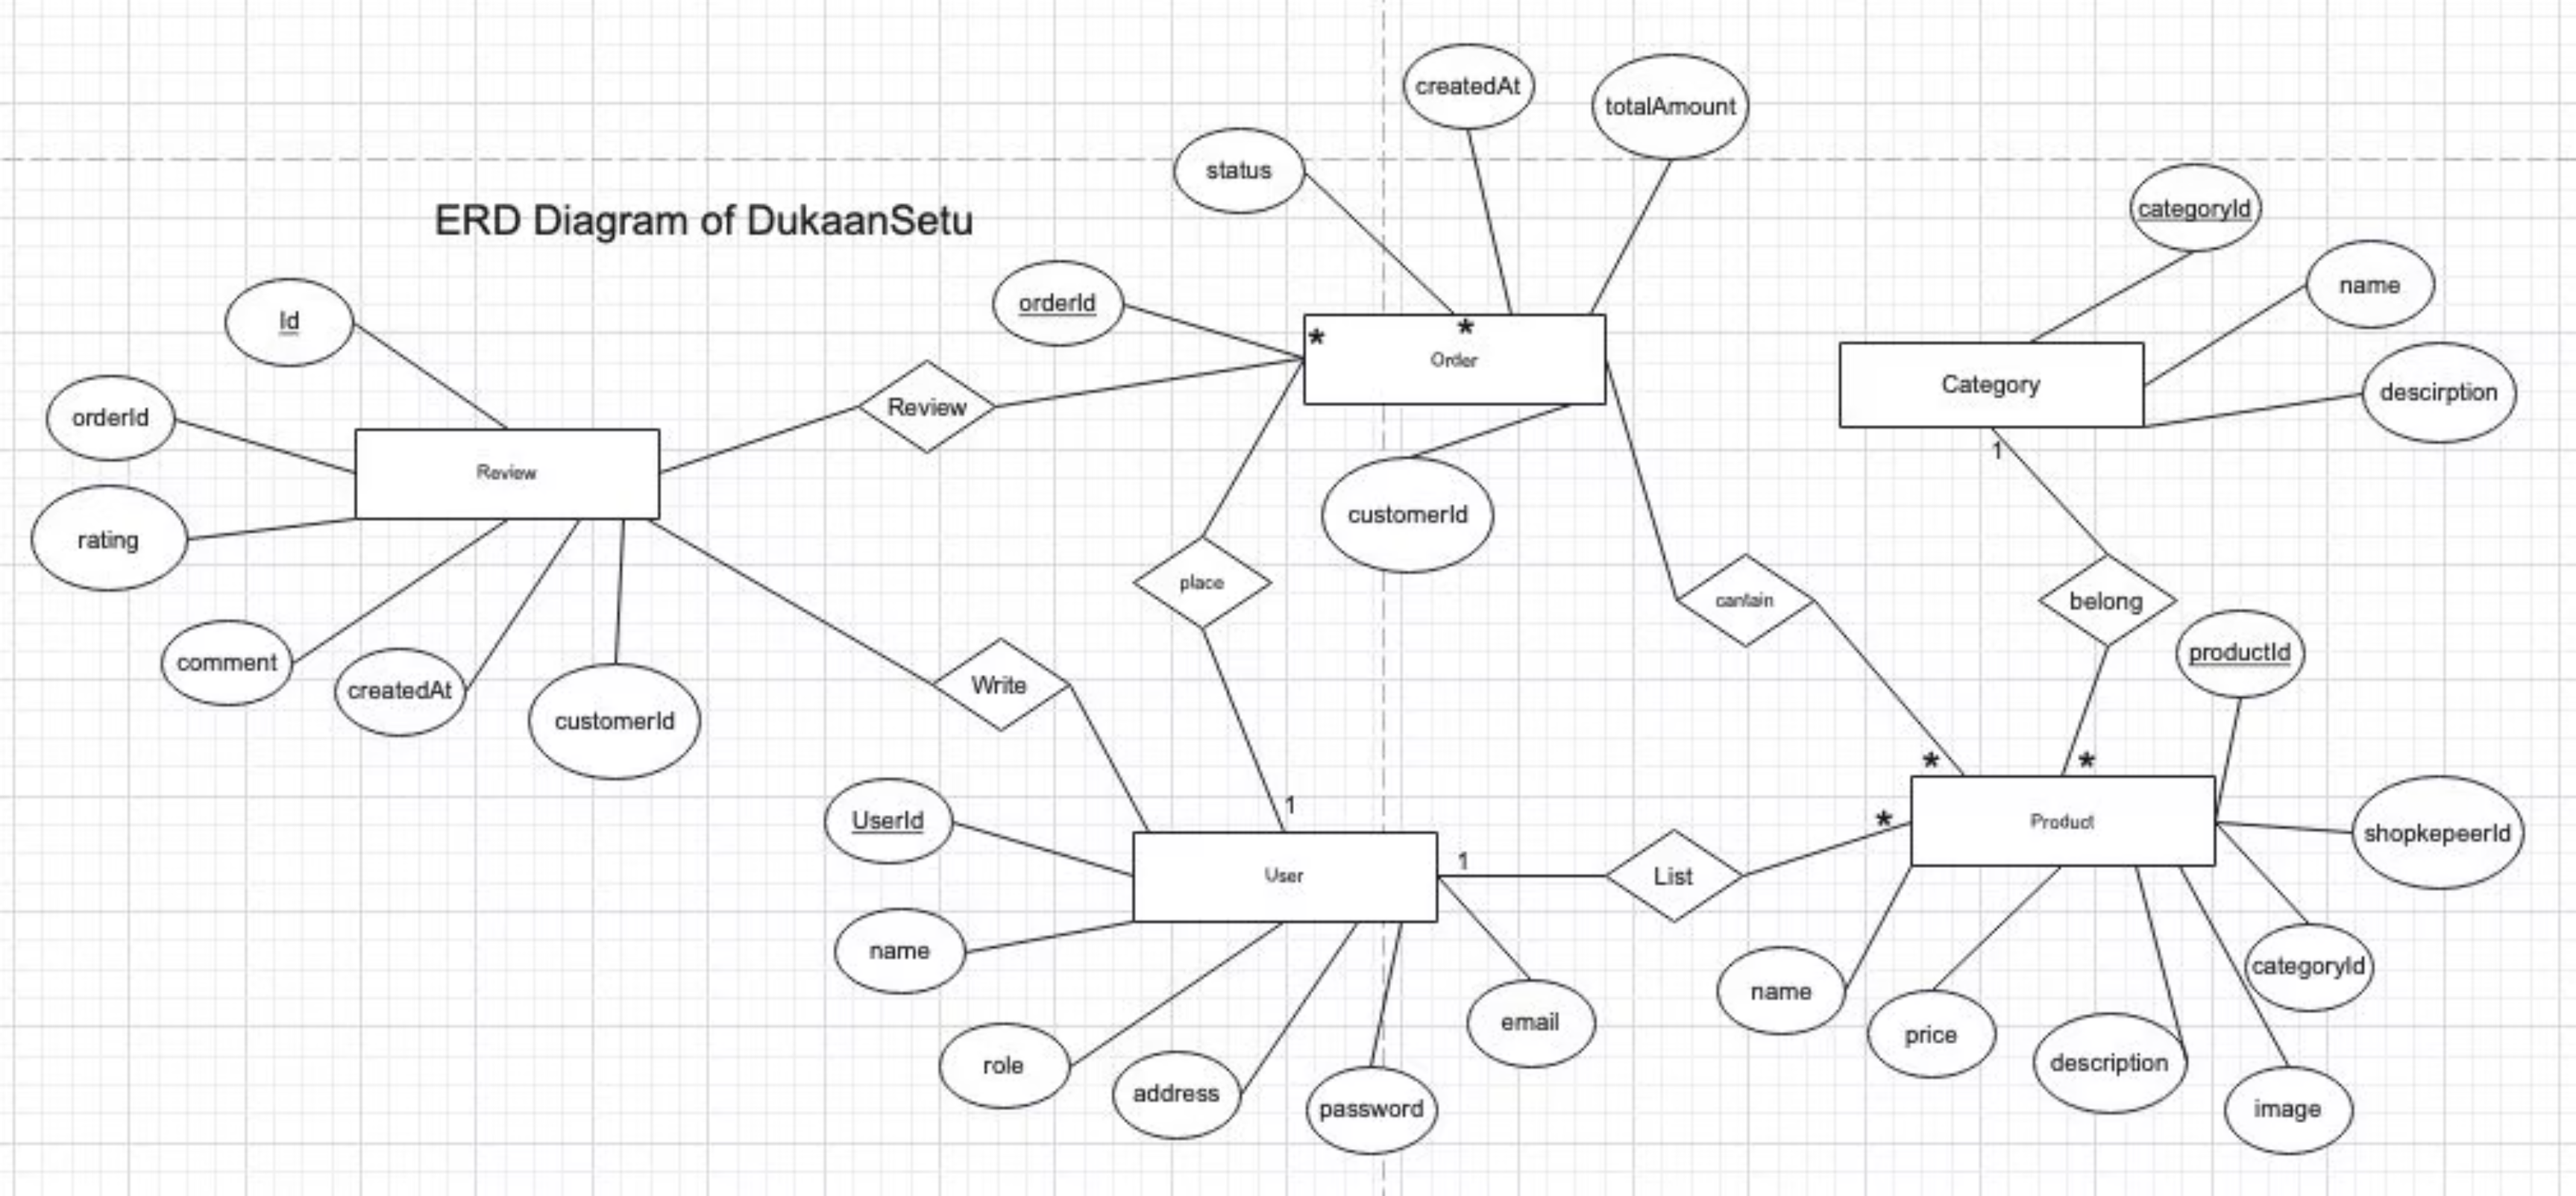 createdAt
totalAmount
status
categoryId
ERD Diagram of DukaanSetu
name
orderId
Id
*
*
Order
Category
descirption
orderId
Review
1
Review
customerId
rating
place
cantain
belong
productId
comment
createdAt
customerId
Write
*
*
1
UserId
*
Product
shopkepeerId
1
User
List
name
categoryId
name
email
price
role
description
address
password
image